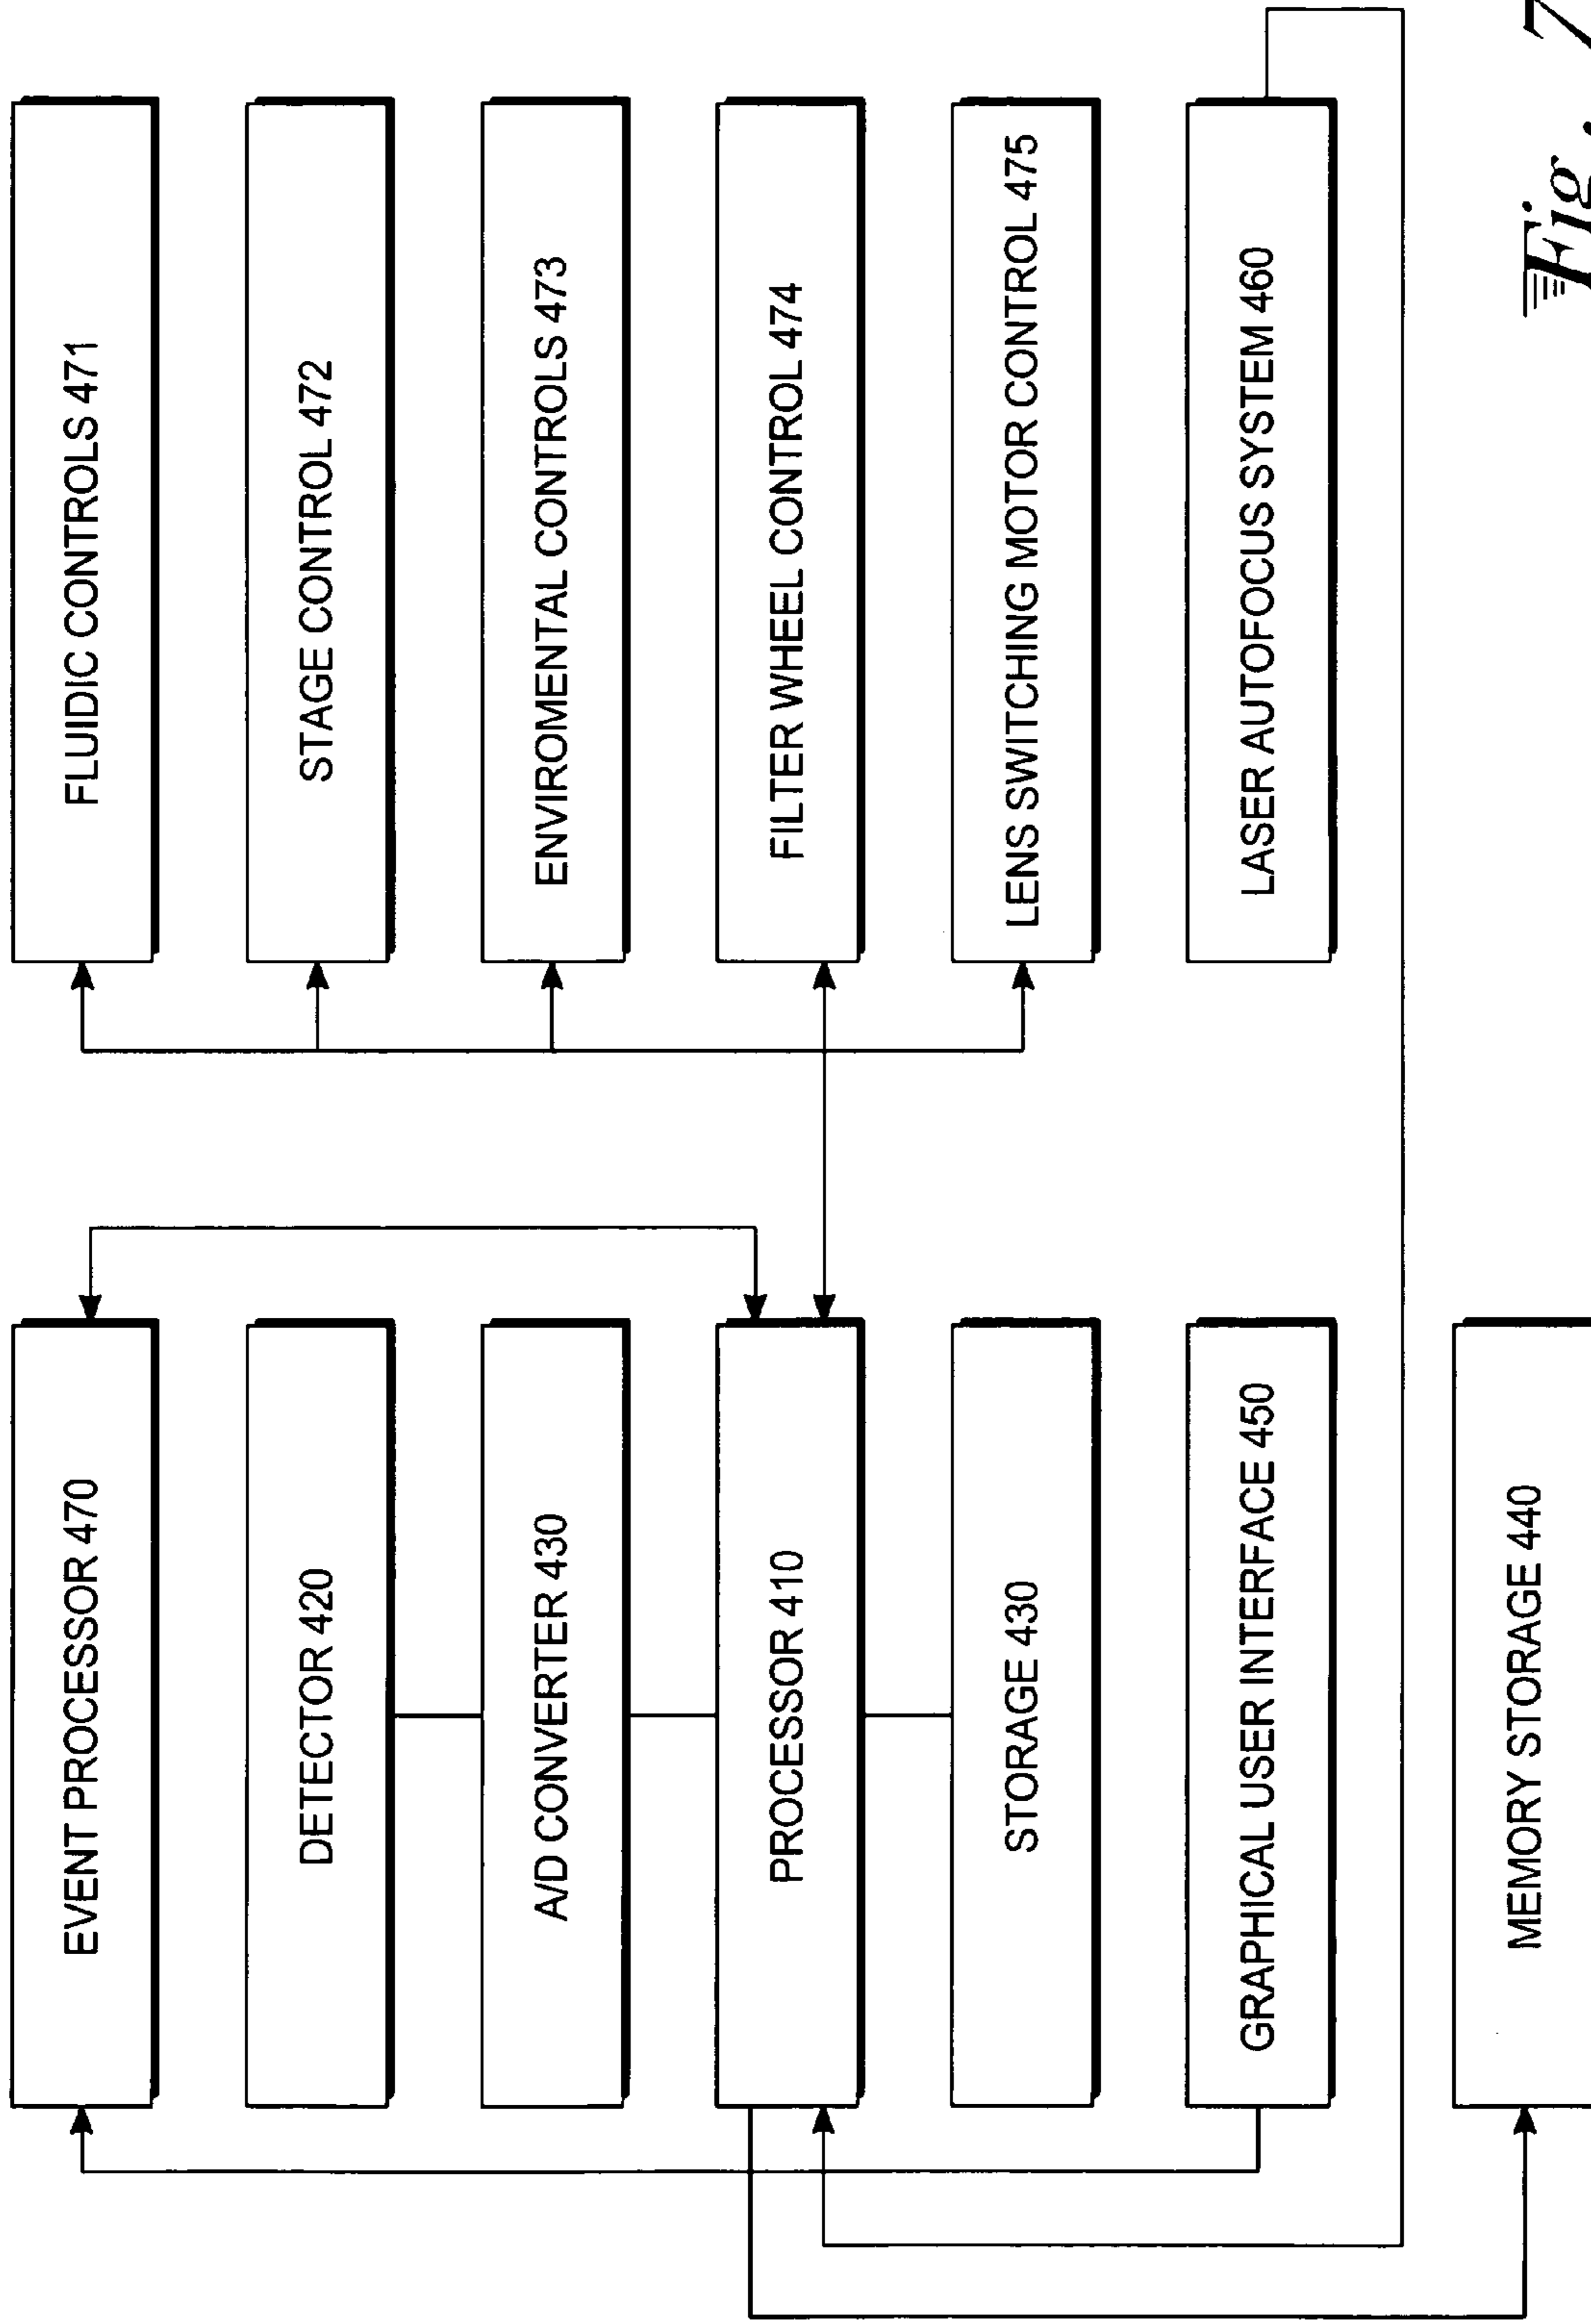 EVENT PROCESSOR 470
DETECTOR 420
A/D CONVERTER 430
PROCESSOR 410
STORAGE 430
GRAPHICAL USER INTERFACE 450
MEMORY STORAGE 440
FLUIDIC CONTROLS 471
STAGE CONTROL 472
ENVIROMENTAL CONTROLS 473
FILTER WHEEL CONTROL 474
LENS SWITCHING MOTOR CONTROL 475
LASER AUTOFOCUS SYSTEM 460
Fig. 7